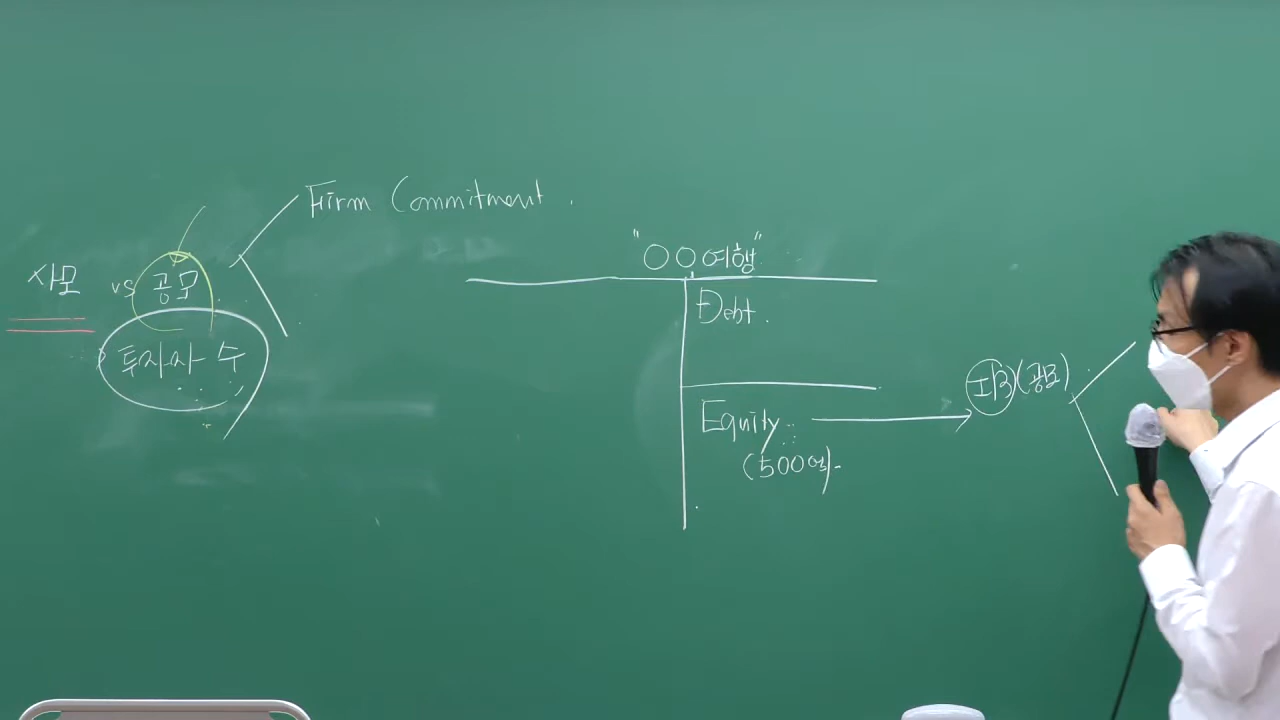 Firm Commitment.
사모 vs 공모
투자자 수
"○○여행"
Debt.
Equity
(500억)
IB (공모)